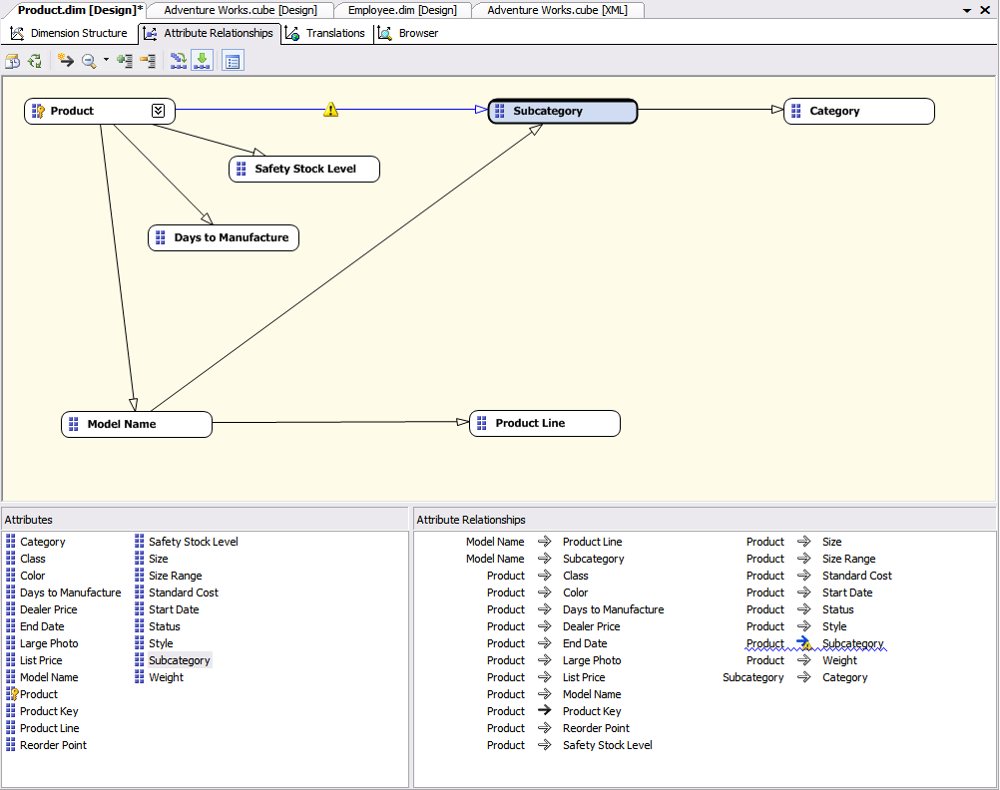 Product.dim [Design]* Adventure Works.cube [Design] Employee.dim [Design] Adventure Works.cube [XML]
Dimension Structure Attribute Relationships Translations Browser
Product Subcategory Category
Safety Stock Level
Days to Manufacture
Model Name Product Line
Attributes
Category
Class
Color
Days to Manufacture
Dealer Price
End Date
Large Photo
List Price
Model Name
Product
Product Key
Product Line
Reorder Point
Safety Stock Level
Size
Size Range
Standard Cost
Start Date
Status
Style
Subcategory
Weight
Attribute Relationships
Model Name Product Line
Model Name Subcategory
Product Class
Product Color
Product Days to Manufacture
Product Dealer Price
Product End Date
Product Large Photo
Product List Price
Product Model Name
Product Product Key
Product Reorder Point
Product Safety Stock Level
Product Size
Product Size Range
Product Standard Cost
Product Start Date
Product Status
Product Style
Product Subcategory
Product Weight
Subcategory Category